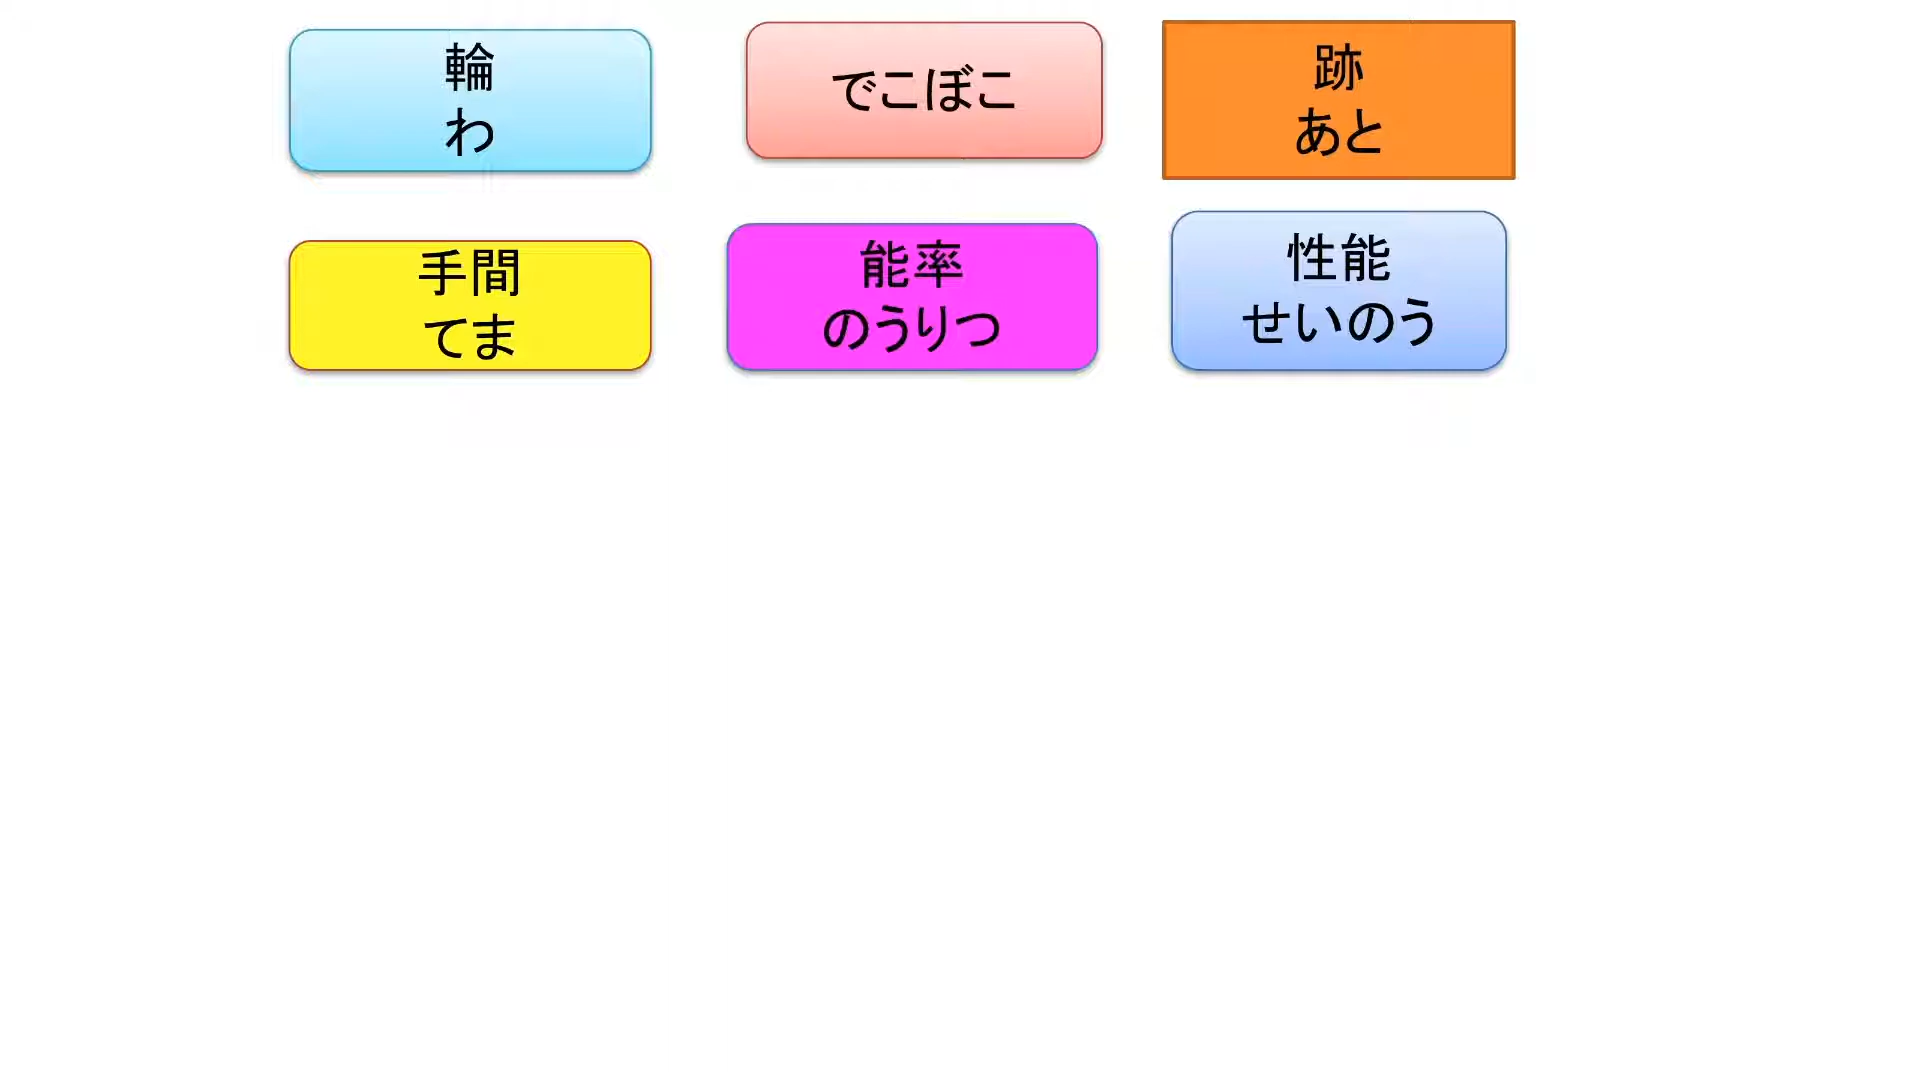 輪
わ
でこぼこ
跡
あと
手間
てま
能率
のうりつ
性能
せいのう